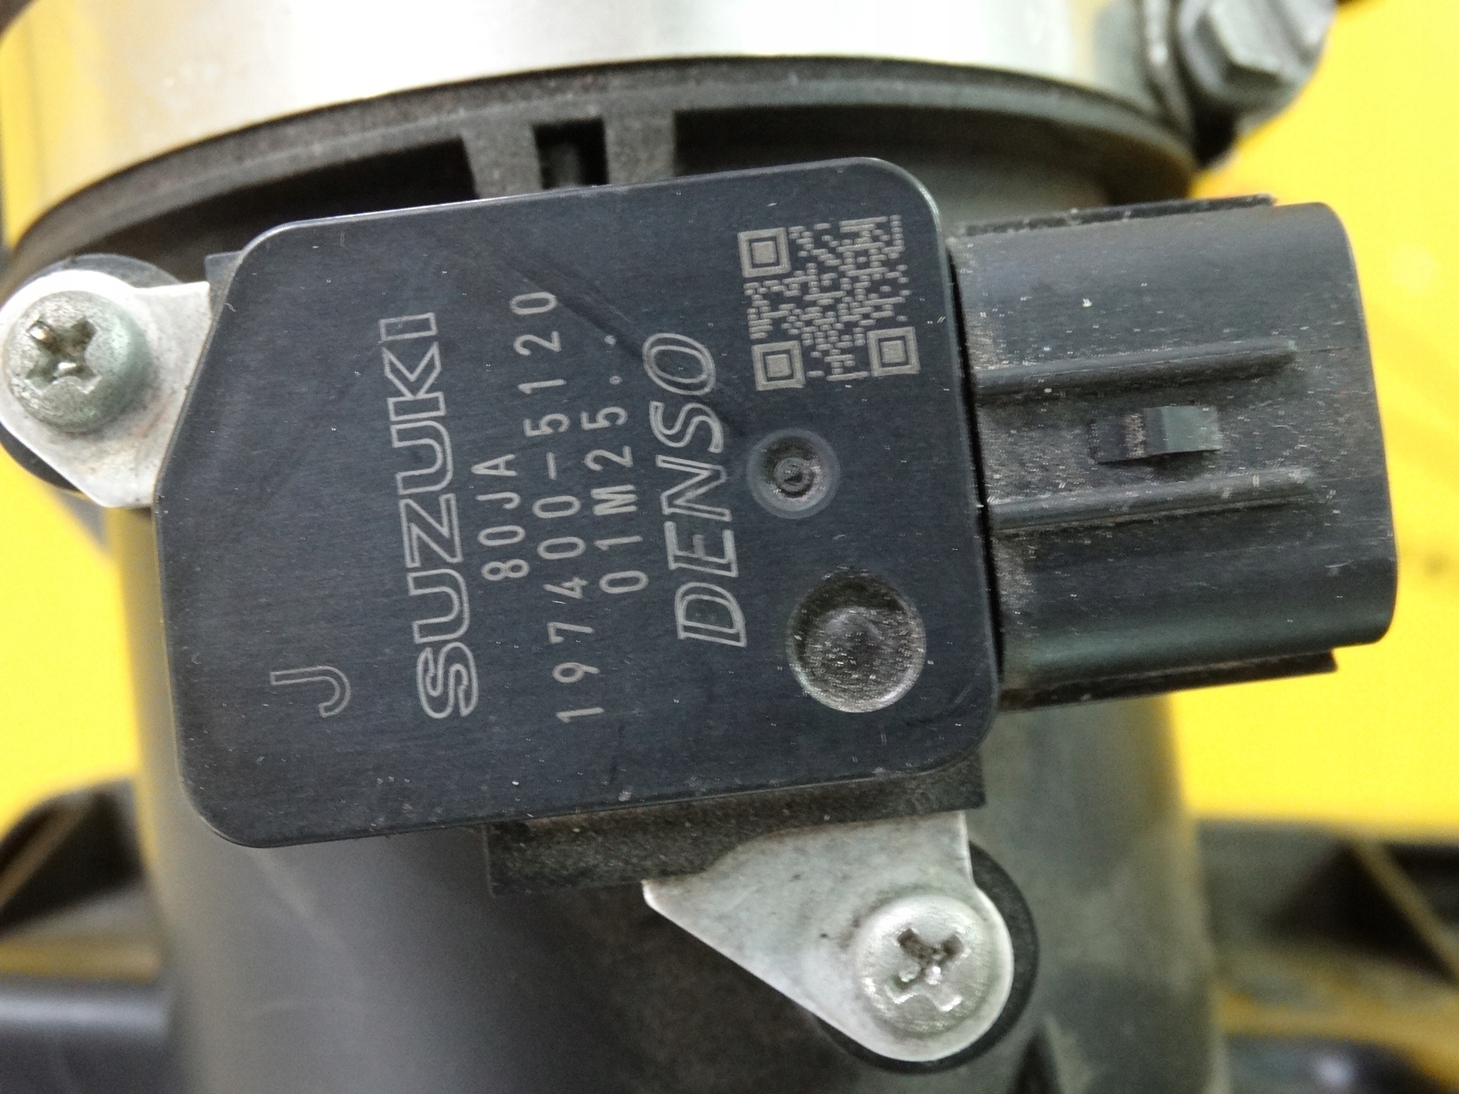 J
SUZUKI
80JA
197400-5120
01M25..
DENSO